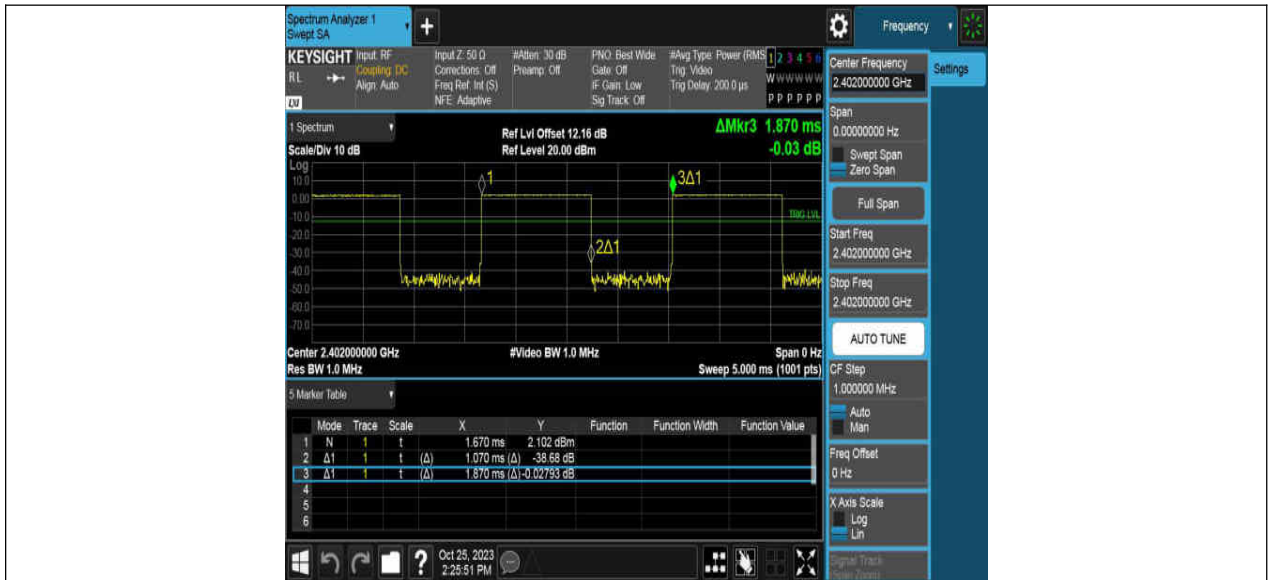 Spectrum Analyzer 1
Swept SA
+
Frequency
KEYSIGHT Input: RF Input Z: 50 Ω #Atten: 30 dB PNO: Best Wide #Avg Type: Power (RMS 1 2 3 4 5 6
RL Coupling: DC Corrections: Off Preamp: Off Gate: Off Trig: Video W W W W W W
Align: Auto Freq Ref: Int (S) IF Gain: Low Trig Delay: 200.0 µs
LXI NFE: Adaptive Sig Track: Off P P P P P P
1 Spectrum
Scale/Div 10 dB
Ref Lvl Offset 12.16 dB
Ref Level 20.00 dBm
ΔMkr3 1.870 ms
-0.03 dB
Log
10.0
0.00
-10.0
-20.0
-30.0
-40.0
-50.0
-60.0
-70.0
1
2Δ1
3Δ1
TRIG LVL
Center 2.402000000 GHz #Video BW 1.0 MHz Span 0 Hz
Res BW 1.0 MHz Sweep 5.000 ms (1001 pts)
5 Marker Table
Mode Trace Scale X Y Function Function Width Function Value
1 N 1 t 1.670 ms 2.102 dBm
2 Δ1 1 t (Δ) 1.070 ms (Δ) -38.68 dB
3 Δ1 1 t (Δ) 1.870 ms (Δ) -0.02793 dB
4
5
6
?
Oct 25, 2023
2:25:51 PM
Center Frequency
2.402000000 GHz
Settings
Span
0.00000000 Hz
Swept Span
Zero Span
Full Span
Start Freq
2.402000000 GHz
Stop Freq
2.402000000 GHz
AUTO TUNE
CF Step
1.000000 MHz
Auto
Man
Freq Offset
0 Hz
X Axis Scale
Log
Lin
Signal Track
(Span Zoom)